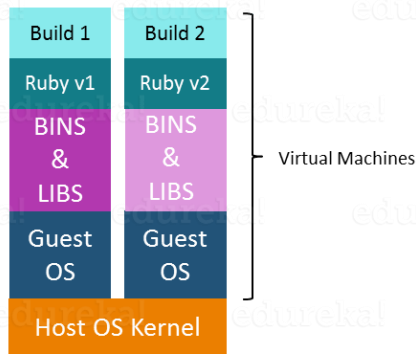 Build 1
Build 2
Ruby v1
Ruby v2
BINS
&
LIBS
BINS
&
LIBS
Virtual Machines
Guest
OS
Guest
OS
Host OS Kernel
edureka!